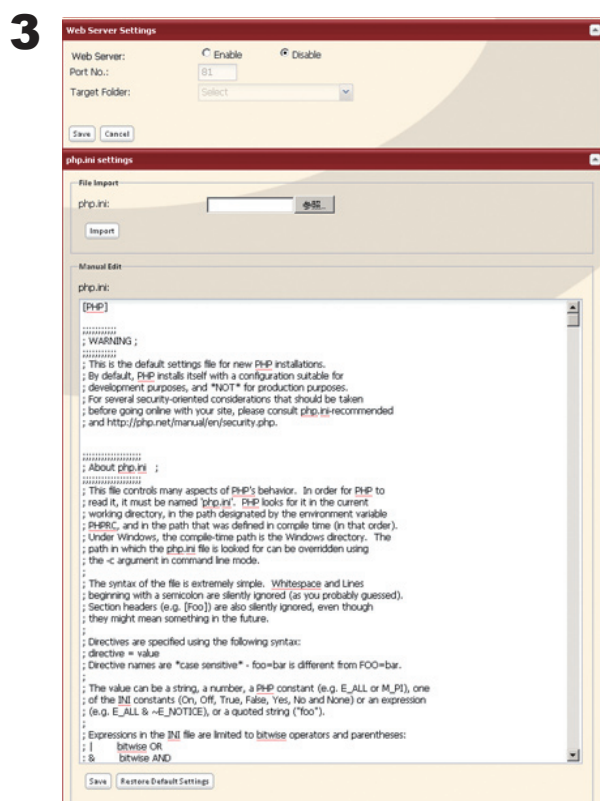 3
Web Server Settings
Web Server: Enable Disable
Port No.: 81
Target Folder: Select
Save Cancel
php.ini settings
File Import
php.ini: 参照...
Import
Manual Edit
php.ini:
[PHP]
;;;;;;;;;;;
; WARNING ;
;;;;;;;;;;;
; This is the default settings file for new PHP installations.
; By default, PHP installs itself with a configuration suitable for
; development purposes, and *NOT* for production purposes.
; For several security-oriented considerations that should be taken
; before going online with your site, please consult php.ini-recommended
; and http://php.net/manual/en/security.php.
;;;;;;;;;;;;;;;;;;;
; About php.ini ;
;;;;;;;;;;;;;;;;;;;
; This file controls many aspects of PHP's behavior. In order for PHP to
; read it, it must be named 'php.ini'. PHP looks for it in the current
; working directory, in the path designated by the environment variable
; PHPRC, and in the path that was defined in compile time (in that order).
; Under Windows, the compile-time path is the Windows directory. The
; path in which the php.ini file is looked for can be overridden using
; the -c argument in command line mode.
;
; The syntax of the file is extremely simple. Whitespace and Lines
; beginning with a semicolon are silently ignored (as you probably guessed).
; Section headers (e.g. [Foo]) are also silently ignored, even though
; they might mean something in the future.
;
; Directives are specified using the following syntax:
; directive = value
; Directive names are *case sensitive* - foo=bar is different from FOO=bar.
;
; The value can be a string, a number, a PHP constant (e.g. E_ALL or M_PI), one
; of the INI constants (On, Off, True, False, Yes, No and None) or an expression
; (e.g. E_ALL & ~E_NOTICE), or a quoted string ("foo").
;
; Expressions in the INI file are limited to bitwise operators and parentheses:
; | bitwise OR
; & bitwise AND
Save Restore Default Settings